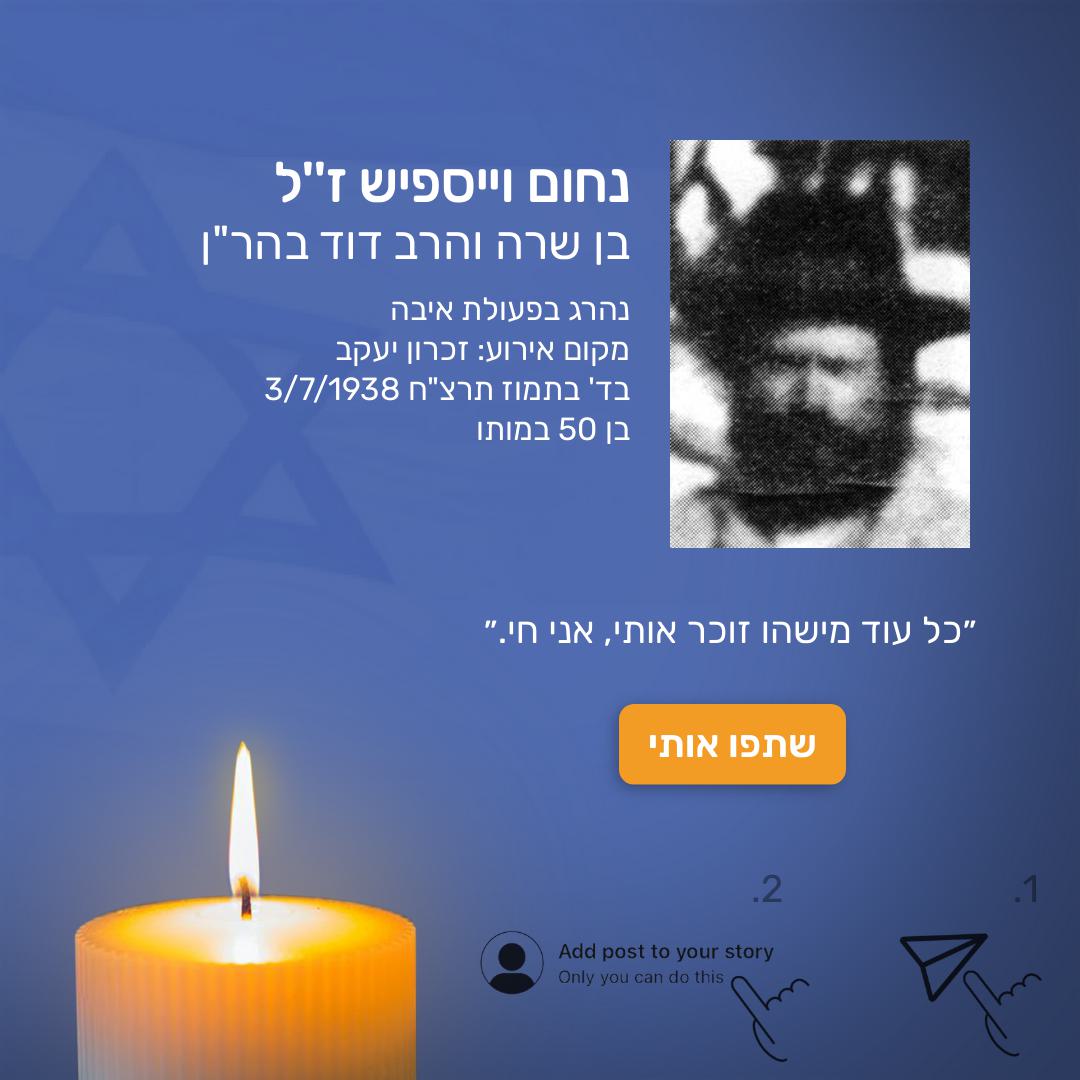 נחום וייספיש ז"ל
בן שרה והרב דוד בהר"ן
נהרג בפעולת איבה
מקום אירוע: זכרון יעקב
בד' בתמוז תרצ"ח 3/7/1938
בן 50 במותו
״כל עוד מישהו זוכר אותי, אני חי.״
שתפו אותי
.1
.2
Add post to your story
Only you can do this